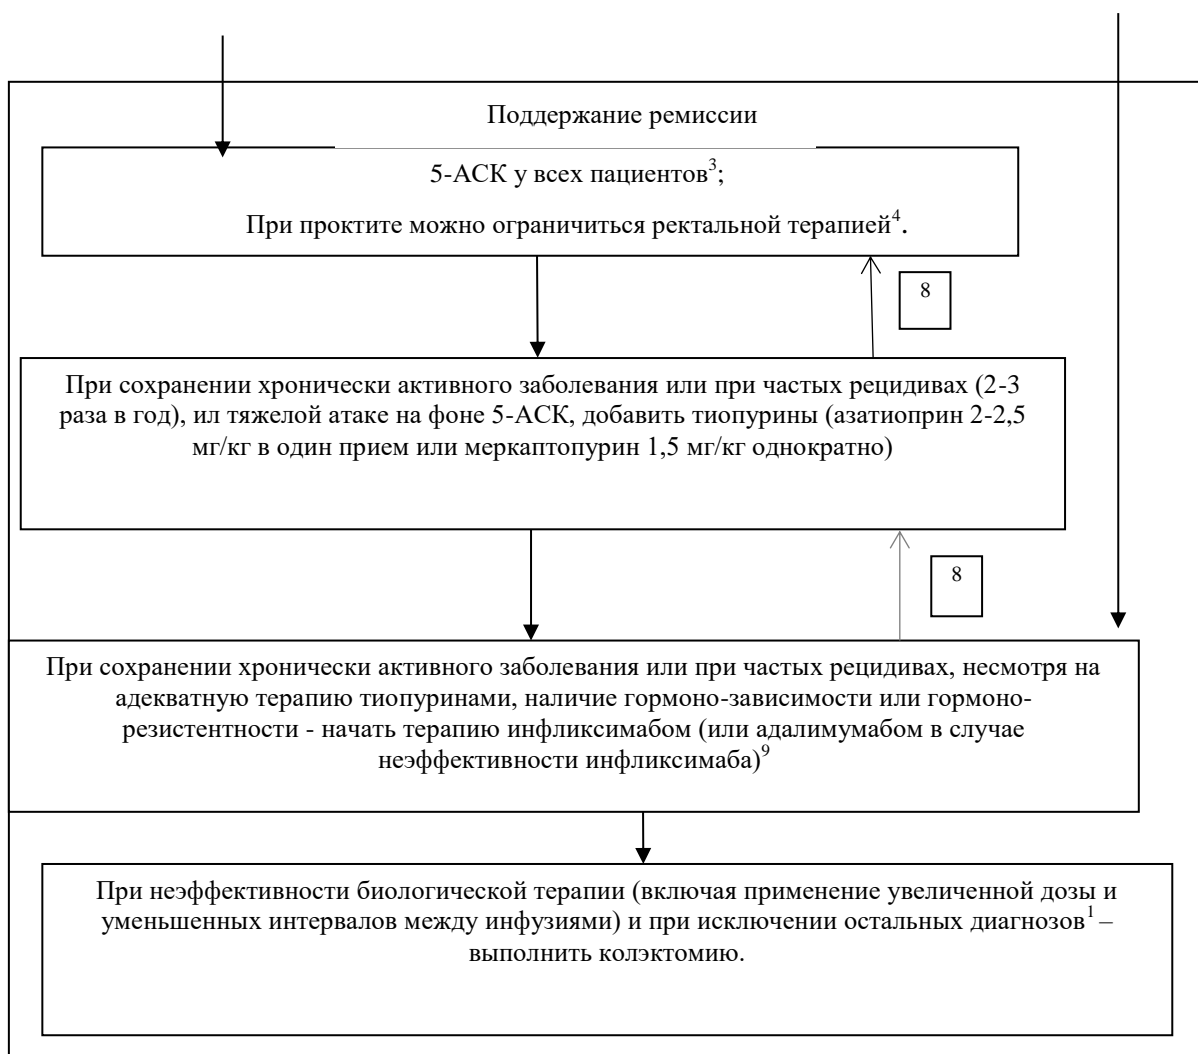 Поддержание ремиссии
5-АСК у всех пациентов³;
При проктите можно ограничиться ректальной терапией⁴.
8
При сохранении хронически активного заболевания или при частых рецидивах (2-3
раза в год), ил тяжелой атаке на фоне 5-АСК, добавить тиопурины (азатиоприн 2-2,5
мг/кг в один прием или меркаптопурин 1,5 мг/кг однократно)
8
При сохранении хронически активного заболевания или при частых рецидивах, несмотря на
адекватную терапию тиопуринами, наличие гормоно-зависимости или гормоно-
резистентности - начать терапию инфликсимабом (или адалимумабом в случае
неэффективности инфликсимаба)⁹
При неэффективности биологической терапии (включая применение увеличенной дозы и
уменьшенных интервалов между инфузиями) и при исключении остальных диагнозов¹ –
выполнить колэктомию.